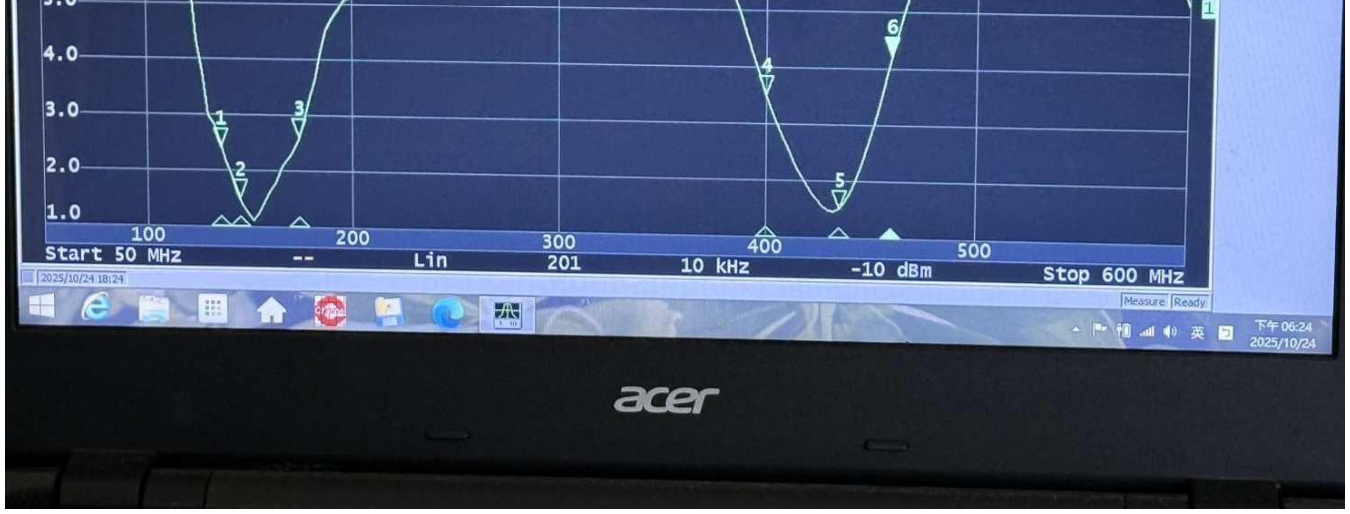 4.0
6
1
4
3.0
1
3
2.0
2
5
1.0
100 200 300 400 500
Start 50 MHz -- Lin 201 10 kHz -10 dBm Stop 600 MHz
2025/10/24 18:24
Measure Ready
英 ㄅ 下午 06:24
2025/10/24
acer